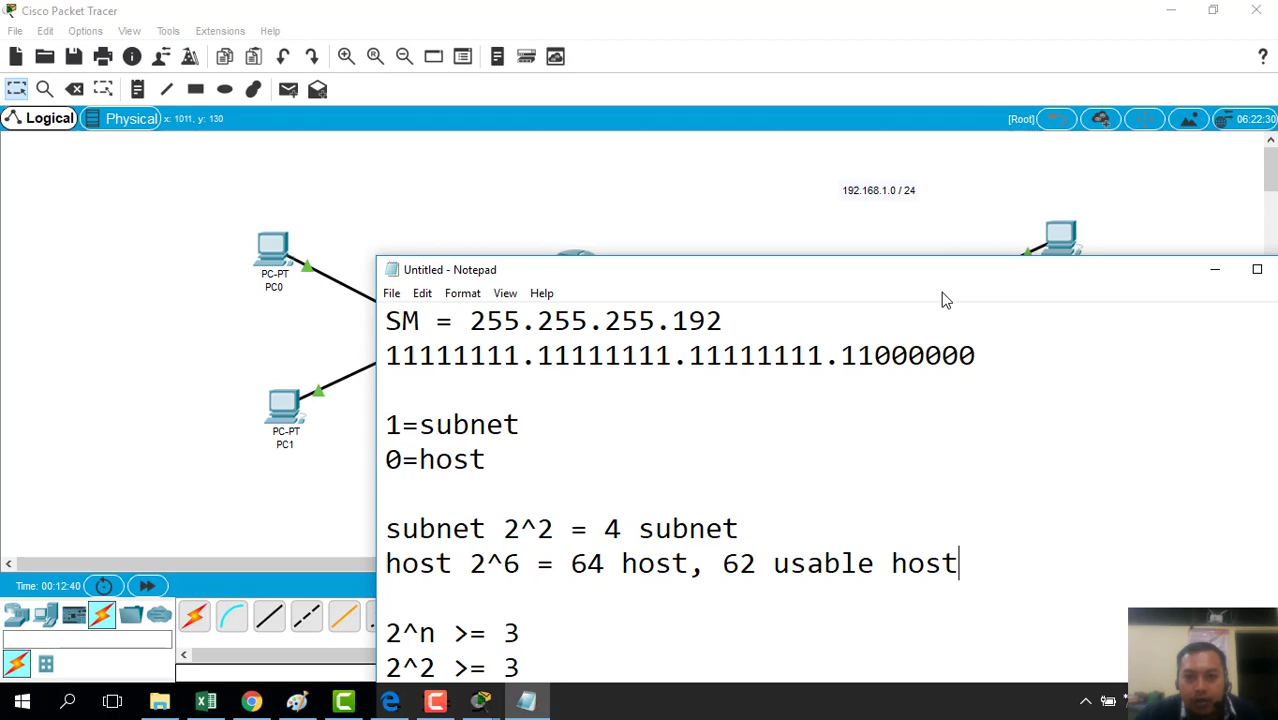 Cisco Packet Tracer
File Edit Options View Tools Extensions Help
Logical Physical x: 1011, y: 130 [Root] 06:22:30
192.168.1.0 / 24
PC-PT
PC0
PC-PT
PC1
Untitled - Notepad
File Edit Format View Help
SM = 255.255.255.192
11111111.11111111.11111111.11000000
1=subnet
0=host
subnet 2^2 = 4 subnet
host 2^6 = 64 host, 62 usable host
2^n >= 3
2^2 >= 3
Time: 00:12:40